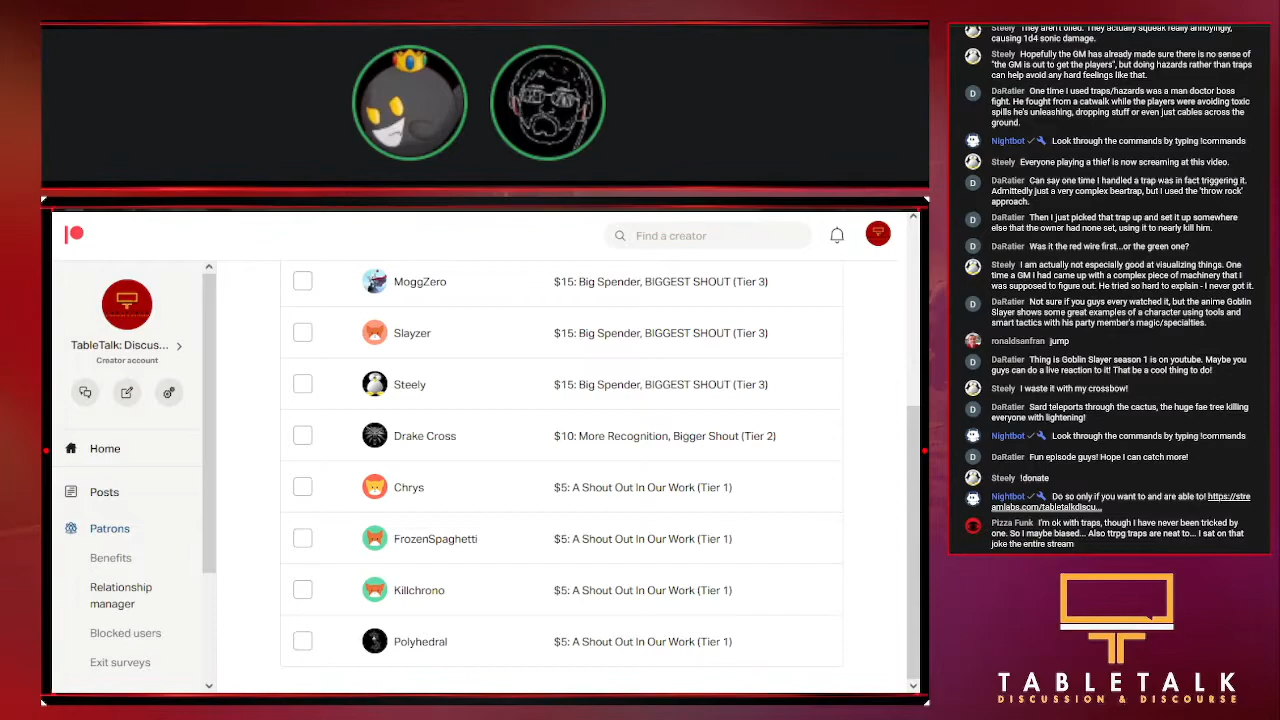 Find a creator
TableTalk: Discus...
Creator account
Home
Posts
Patrons
Benefits
Relationship
manager
Blocked users
Exit surveys
MoggZero $15: Big Spender, BIGGEST SHOUT (Tier 3)
Slayzer $15: Big Spender, BIGGEST SHOUT (Tier 3)
Steely $15: Big Spender, BIGGEST SHOUT (Tier 3)
Drake Cross $10: More Recognition, Bigger Shout (Tier 2)
Chrys $5: A Shout Out In Our Work (Tier 1)
FrozenSpaghetti $5: A Shout Out In Our Work (Tier 1)
Killchrono $5: A Shout Out In Our Work (Tier 1)
Polyhedral $5: A Shout Out In Our Work (Tier 1)
Steely They aren't oiled. They actually squeak really annoyingly,
causing 1d4 sonic damage.
Steely Hopefully the GM has already made sure there is no sense of
"the GM is out to get the players", but doing hazards rather than traps
can help avoid any hard feelings like that.
D DaRatier One time I used traps/hazards was a man doctor boss
fight. He fought from a catwalk while the players were avoiding toxic
spills he's unleashing, dropping stuff or even just cables across the
ground.
Nightbot Look through the commands by typing !commands
Steely Everyone playing a thief is now screaming at this video.
D DaRatier Can say one time I handled a trap was in fact triggering it.
Admittedly just a very complex beartrap, but I used the 'throw rock'
approach.
D DaRatier Then I just picked that trap up and set it up somewhere
else that the owner had none set, using it to nearly kill him.
D DaRatier Was it the red wire first...or the green one?
Steely I am actually not especially good at visualizing things. One
time a GM I had came up with a complex piece of machinery that I
was supposed to figure out. He tried so hard to explain - I never got it.
D DaRatier Not sure if you guys every watched it, but the anime Goblin
Slayer shows some great examples of a character using tools and
smart tactics with his party member's magic/specialties.
ronaldsanfran jump
D DaRatier Thing is Goblin Slayer season 1 is on youtube. Maybe you
guys can do a live reaction to it! That be a cool thing to do!
Steely I waste it with my crossbow!
D DaRatier Sard teleports through the cactus, the huge fae tree killing
everyone with lightening!
Nightbot Look through the commands by typing !commands
D DaRatier Fun episode guys! Hope I can catch more!
Steely !donate
Nightbot Do so only if you want to and are able to! https://stre
amlabs.com/tabletalkdiscu...
Pizza Funk I'm ok with traps, though I have never been tricked by
one. So I maybe biased... Also ttrpg traps are neat to... I sat on that
joke the entire stream
TABLETALK
DISCUSSION & DISCOURSE